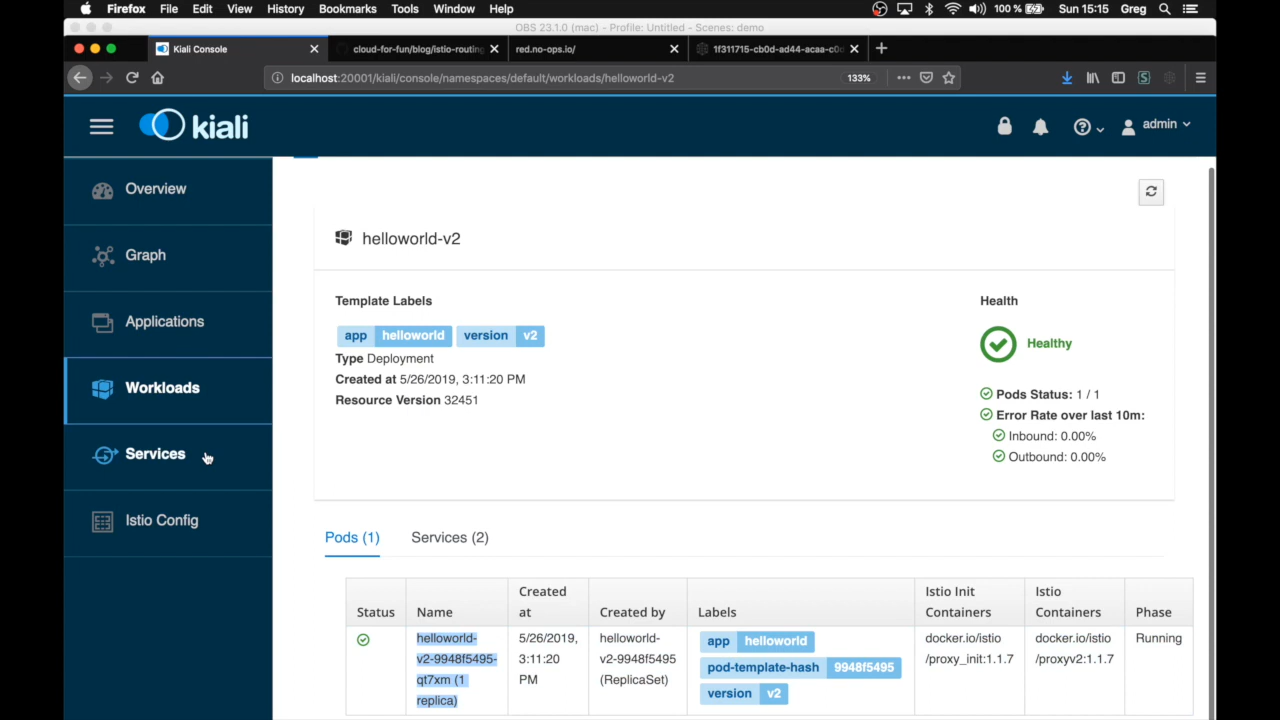 Firefox File Edit View History Bookmarks Tools Window Help 100 % Sun 15:15 Greg
OBS 23.1.0 (mac) - Profile: Untitled - Scenes: demo
Kiali Console cloud-for-fun/blog/istio-routing red.no-ops.io/ 1f311715-cb0d-ad44-acaa-c0
localhost:20001/kiali/console/namespaces/default/workloads/helloworld-v2 133%
kiali admin
Overview
Graph
Applications
Workloads
Services
Istio Config
helloworld-v2
Template Labels
app helloworld version v2
Type Deployment
Created at 5/26/2019, 3:11:20 PM
Resource Version 32451
Health
Healthy
Pods Status: 1 / 1
Error Rate over last 10m:
Inbound: 0.00%
Outbound: 0.00%
Pods (1) Services (2)
Status
Name
Created
at
Created by
Labels
Istio Init
Containers
Istio
Containers
Phase
helloworld-
v2-9948f5495-
qt7xm (1
replica)
5/26/2019,
3:11:20
PM
helloworld-
v2-9948f5495
(ReplicaSet)
app helloworld
pod-template-hash 9948f5495
version v2
docker.io/istio
/proxy_init:1.1.7
docker.io/istio
/proxyv2:1.1.7
Running